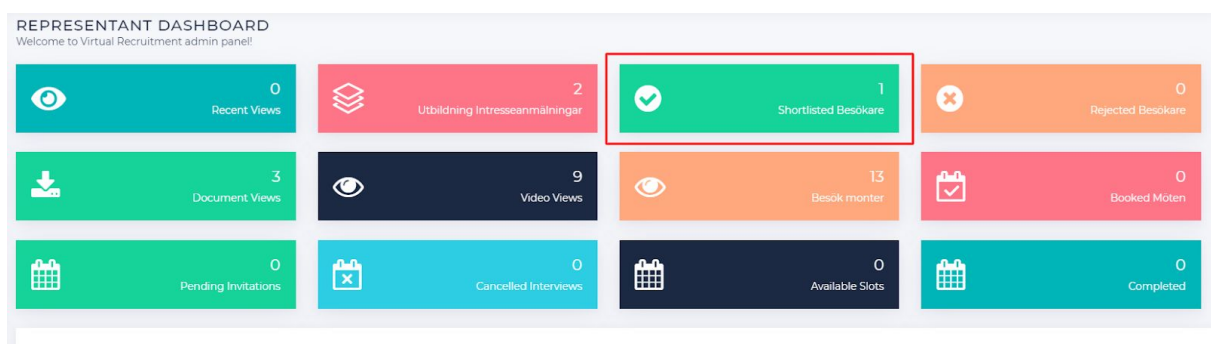 REPRESENTANT DASHBOARD
Welcome to Virtual Recruitment admin panel!
0
Recent Views
2
Utbildning Intresseanmälningar
1
Shortlisted Besökare
0
Rejected Besökare
3
Document Views
9
Video Views
13
Besök monter
0
Booked Möten
0
Pending Invitations
0
Cancelled Interviews
0
Available Slots
0
Completed